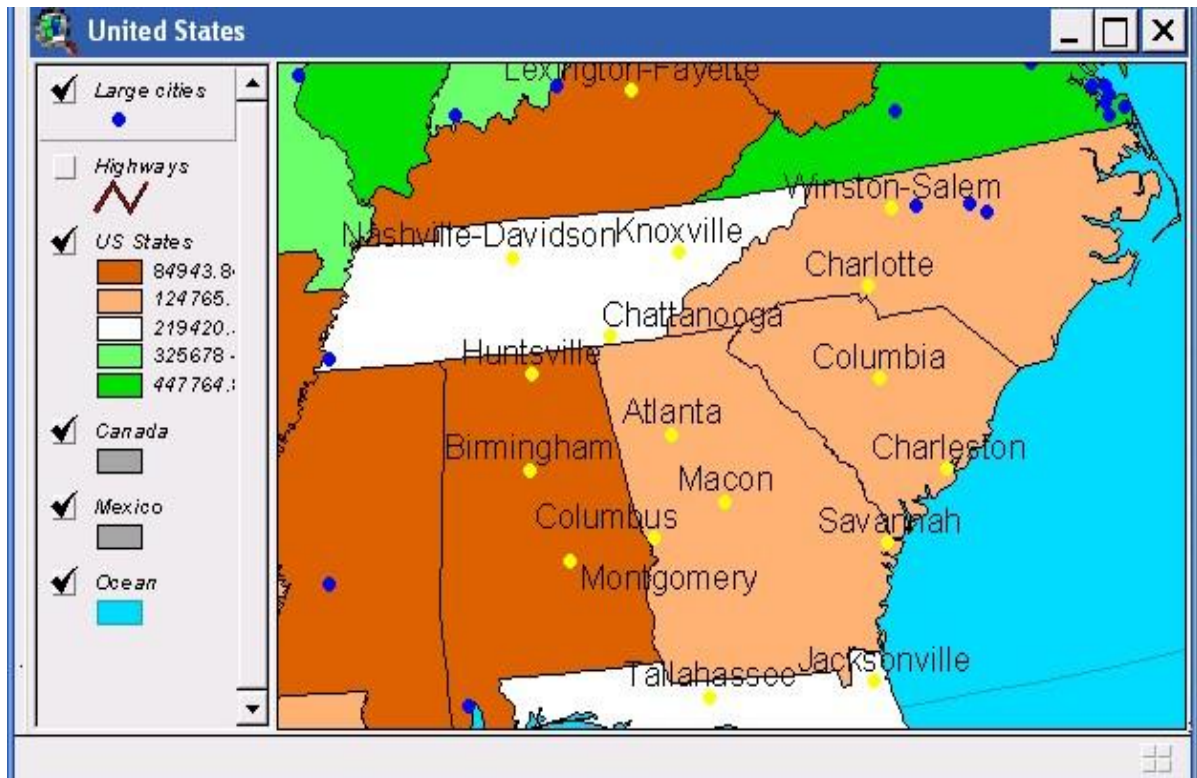 United States
Large cities
Highways
US States
84943.8
124765.
219420.
325678 -
447764.
Canada
Mexico
Ocean
Lexington-Fayette
Winston-Salem
Nashville-Davidson
Knoxville
Charlotte
Chattanooga
Huntsville
Columbia
Atlanta
Birmingham
Charleston
Macon
Columbus
Savannah
Montgomery
Jacksonville
Tallahassee